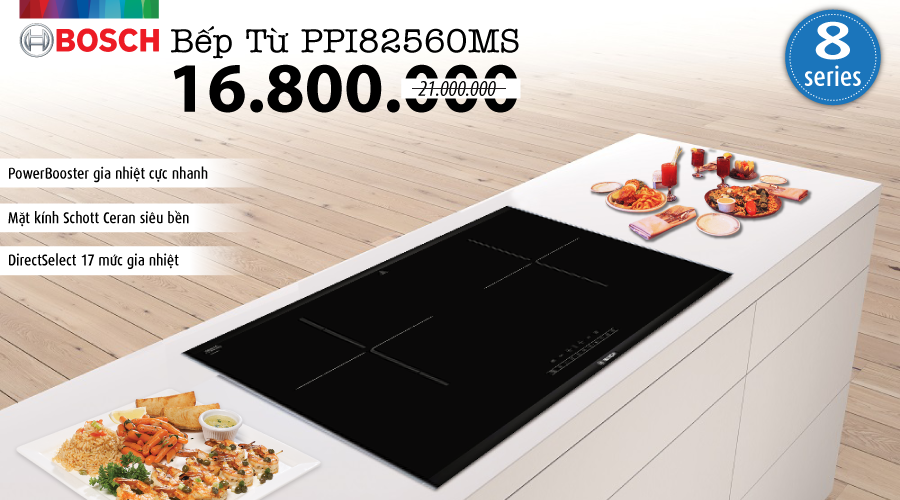 BOSCH
Bếp Từ PPI82560MS
16.800.000
21.000.000
8
series
PowerBooster gia nhiệt cực nhanh
Mặt kính Schott Ceran siêu bền
DirectSelect 17 mức gia nhiệt
BOSCH